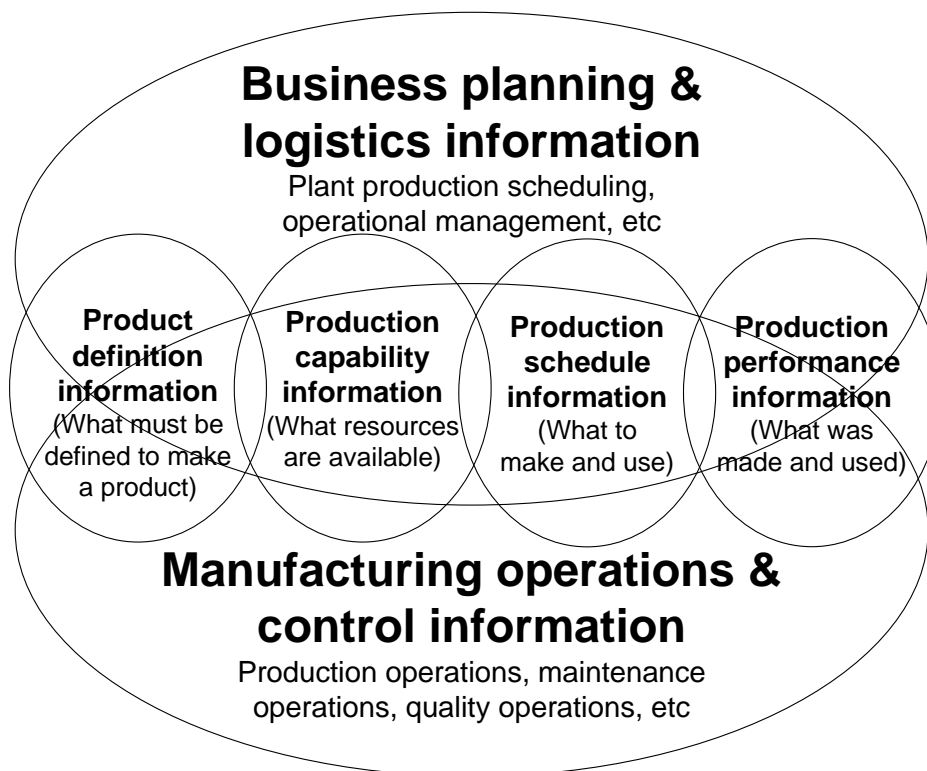 Business planning &
logistics information
Plant production scheduling,
operational management, etc
Product
definition
information
(What must be
defined to make
a product)
Production
capability
information
(What resources
are available)
Production
schedule
information
(What to
make and use)
Production
performance
information
(What was
made and used)
Manufacturing operations &
control information
Production operations, maintenance
operations, quality operations, etc